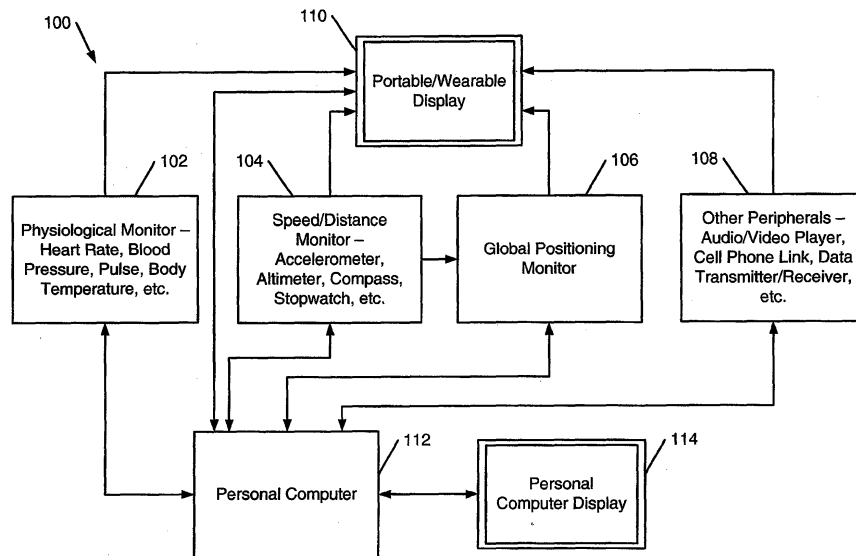 100
110
Portable/Wearable
Display
102
104
106
108
Physiological Monitor –
Heart Rate, Blood
Pressure, Pulse, Body
Temperature, etc.
Speed/Distance
Monitor –
Accelerometer,
Altimeter, Compass,
Stopwatch, etc.
Global Positioning
Monitor
Other Peripherals –
Audio/Video Player,
Cell Phone Link, Data
Transmitter/Receiver,
etc.
112
Personal Computer
114
Personal
Computer Display